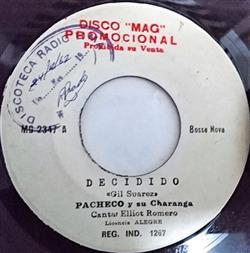 DISCO "MAG"
PROMOCIONAL
Prohibida su Venta
DISCOTECA RADIO
MG 2347 A
Bossa Nova
DECIDIDO
«Gil Suarez»
PACHECO y su Charanga
Canta: Elliot Romero
Licencia ALEGRE
REG. IND. 1267